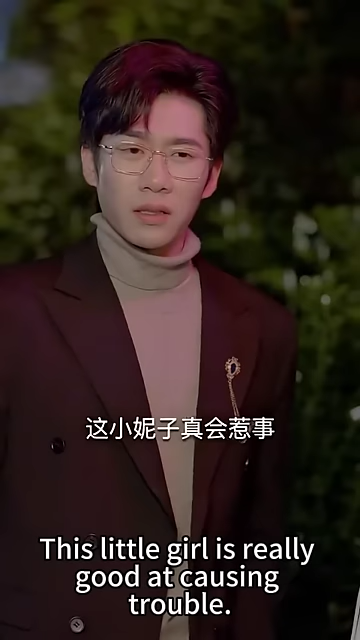 这小妮子真会惹事
This little girl is really
good at causing
trouble.